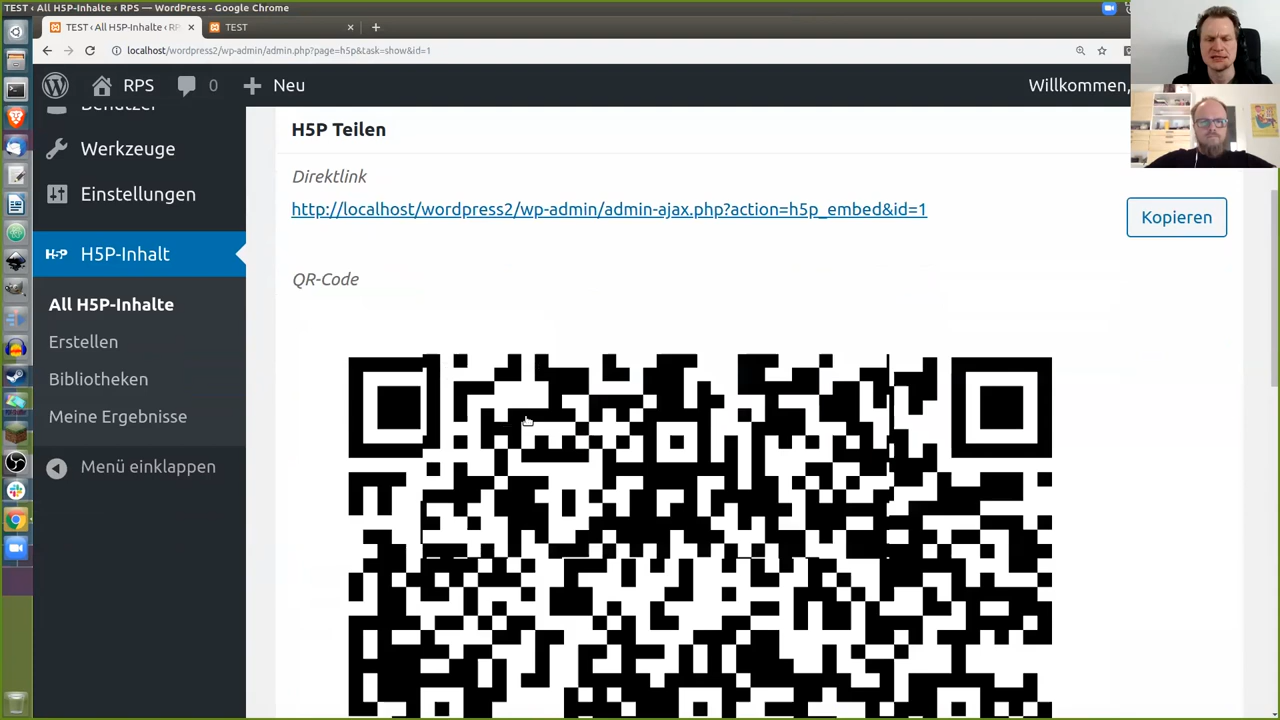 TEST ‹ All H5P-Inhalte ‹ RPS — WordPress - Google Chrome
TEST ‹ All H5P-Inhalte ‹ RP
TEST
localhost/wordpress2/wp-admin/admin.php?page=h5p&task=show&id=1
RPS
0
Neu
Willkommen,
Benutzer
Werkzeuge
Einstellungen
H5P
H5P-Inhalt
All H5P-Inhalte
Erstellen
Bibliotheken
Meine Ergebnisse
Menü einklappen
H5P Teilen
Direktlink
http://localhost/wordpress2/wp-admin/admin-ajax.php?action=h5p_embed&id=1
Kopieren
QR-Code